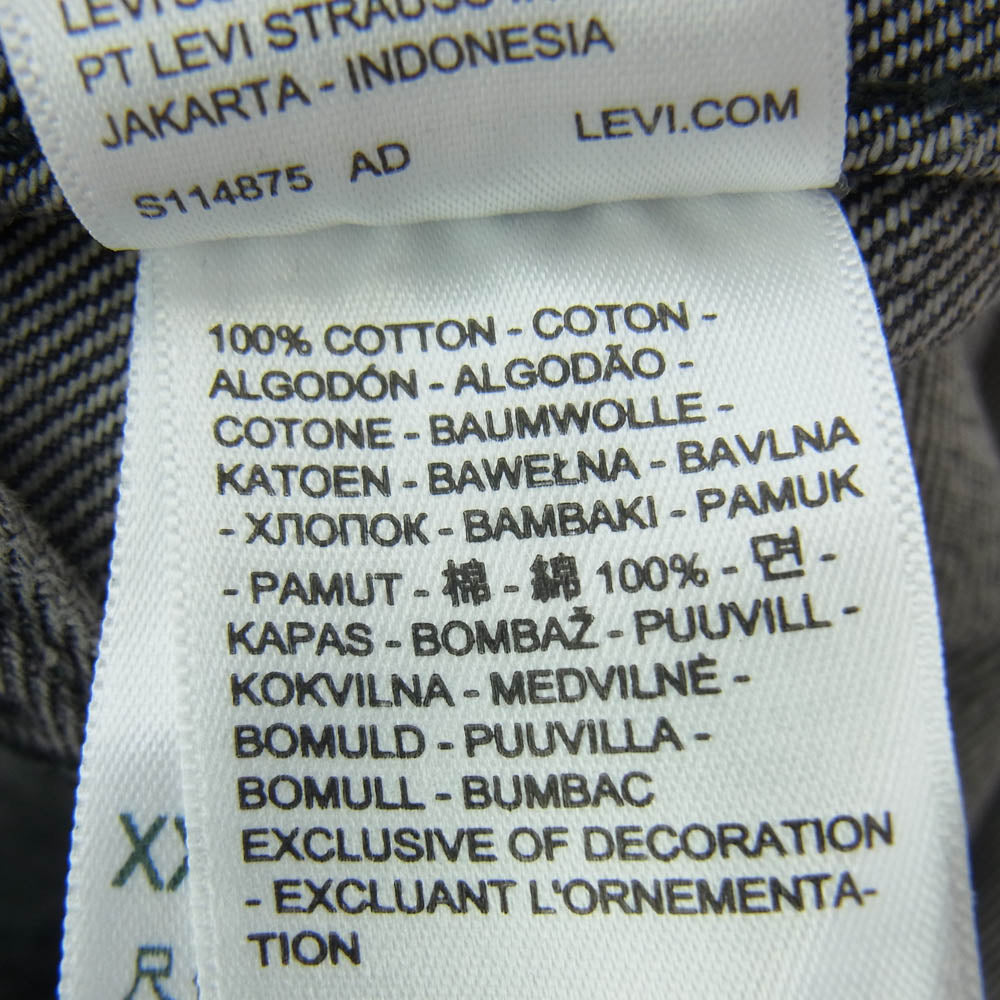 PT LEVI STRAUSS
JAKARTA - INDONESIA
LEVI.COM
S114875 AD
100% COTTON - COTON -
ALGODÓN - ALGODÃO -
COTONE - BAUMWOLLE -
KATOEN - BAWEŁNA - BAVLNA
- ХЛОПОК - BAMBAKI - PAMUK
- PAMUT - 棉 - 綿 100% - 면 -
KAPAS - BOMBAŽ - PUUVILL -
KOKVILNA - MEDVILNĖ -
BOMULD - PUUVILLA -
BOMULL - BUMBAC
EXCLUSIVE OF DECORATION
- EXCLUANT L'ORNEMENTA-
TION